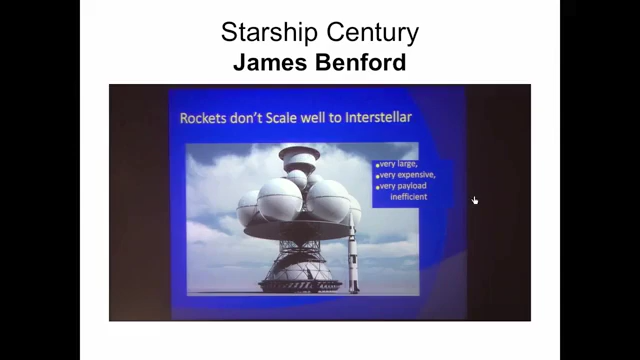 Starship Century
James Benford
Rockets don't Scale well to Interstellar
very large,
very expensive,
very payload
inefficient